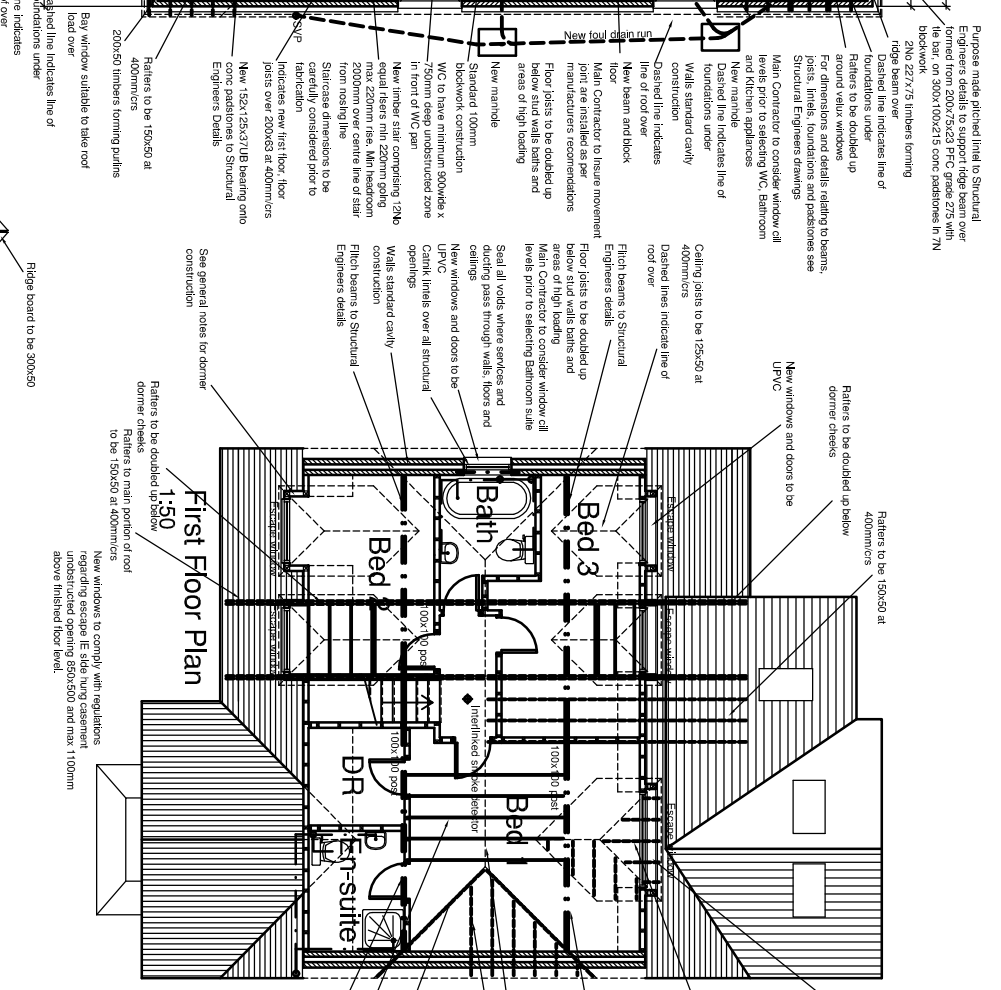 Purpose made pitched lintel to Structural
Engineers details to support ridge beam over
formed from 200x75x23 PFC grade 275 with
tie bar, on 300x100x215 conc padstones in 7N
blockwork
2No 227x75 timbers forming
ridge beam over
Dashed line indicates line of
foundations under
Rafters to be doubled up
around velux windows
For dimensions and details relating to beams,
joists, lintels, foundations and padstones see
Structural Engineers drawings
Main Contractor to consider window cill
levels prior to selecting WC, Bathroom
and Kitchen appliances
New manhole
Dashed line indicates line of
foundations under
Walls standard cavity
construction
Dashed line indicates
line of roof over
New beam and block
floor
Main Contractor to insure movement
joint are installed as per
manufacturers recomendations
Floor joists to be doubled up
below stud walls baths and
areas of high loading
New manhole
Standard 100mm
blockwork construction
WC to have minimum 900wide x
750mm deep unobstructed zone
in front of WC pan
New timber stair comprising 12No
equal risers min 220mm going
max 220mm rise. Min headroom
2000mm over centre line of stair
from nosing line
Staircase dimensions to be
carefully considered prior to
fabrication
Indicates new first floor, floor
joists over 200x63 at 400mm/crs
New 152x125x37UB bearing onto
conc padstones to Structural
Engineers Details
Rafters to be 150x50 at
400mm/crs
200x50 timbers forming purlins
Bay window suitable to take roof
load over
New foul drain run
SVP
Ceiling joists to be 125x50 at
400mm/crs
Dashed lines indicate line of
roof over
Flitch beams to Structural
Engineers details
Floor joists to be doubled up
below stud walls baths and
areas of high loading
Main Contractor to consider window cill
levels prior to selecting Bathroom suite
Seal all voids where services and
ducting pass through walls, floors and
ceilings
New windows and doors to be
UPVC
Catnik lintels over all structural
openings
Walls standard cavity
construction
Flitch beams to Structural
Engineers details
See general notes for dormer
construction
Ridge board to be 300x50
Rafters to be 150x50 at
400mm/crs
Rafters to be doubled up below
dormer cheeks
New windows and doors to be
UPVC
Escape window
Escape window
Bed 3
Bath
Bed 2
Bed 1
DR
En-suite
100x100 post
100x100 post
100x100 post
Interlinked smoke detector
Escape window
Escape window
Escape window
Rafters to be doubled up below
dormer cheeks
Rafters to main portion of roof
to be 150x50 at 400mm/crs
First Floor Plan
1:50
New windows to comply with regulations
regarding escape IE side hung casement
unobstructed opening 850x500 and max 1100mm
above finished floor level.